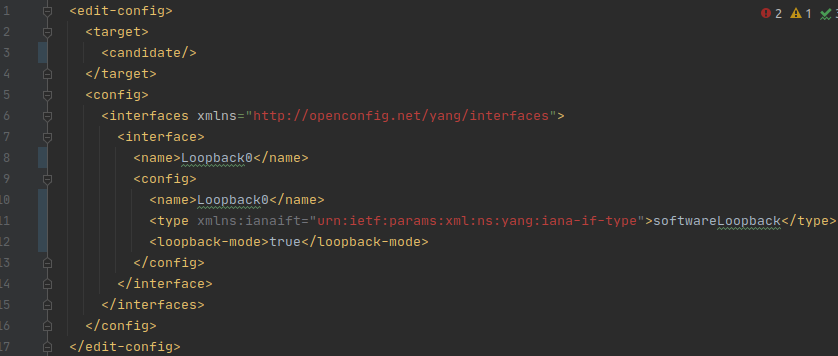 1 <edit-config>
2 <target>
3 <candidate/>
4 </target>
5 <config>
6 <interfaces xmlns="http://openconfig.net/yang/interfaces">
7 <interface>
8 <name>Loopback0</name>
9 <config>
10 <name>Loopback0</name>
11 <type xmlns:ianaift="urn:ietf:params:xml:ns:yang:iana-if-type">softwareLoopback</type>
12 <loopback-mode>true</loopback-mode>
13 </config>
14 </interface>
15 </interfaces>
16 </config>
17 </edit-config>
2 1 3